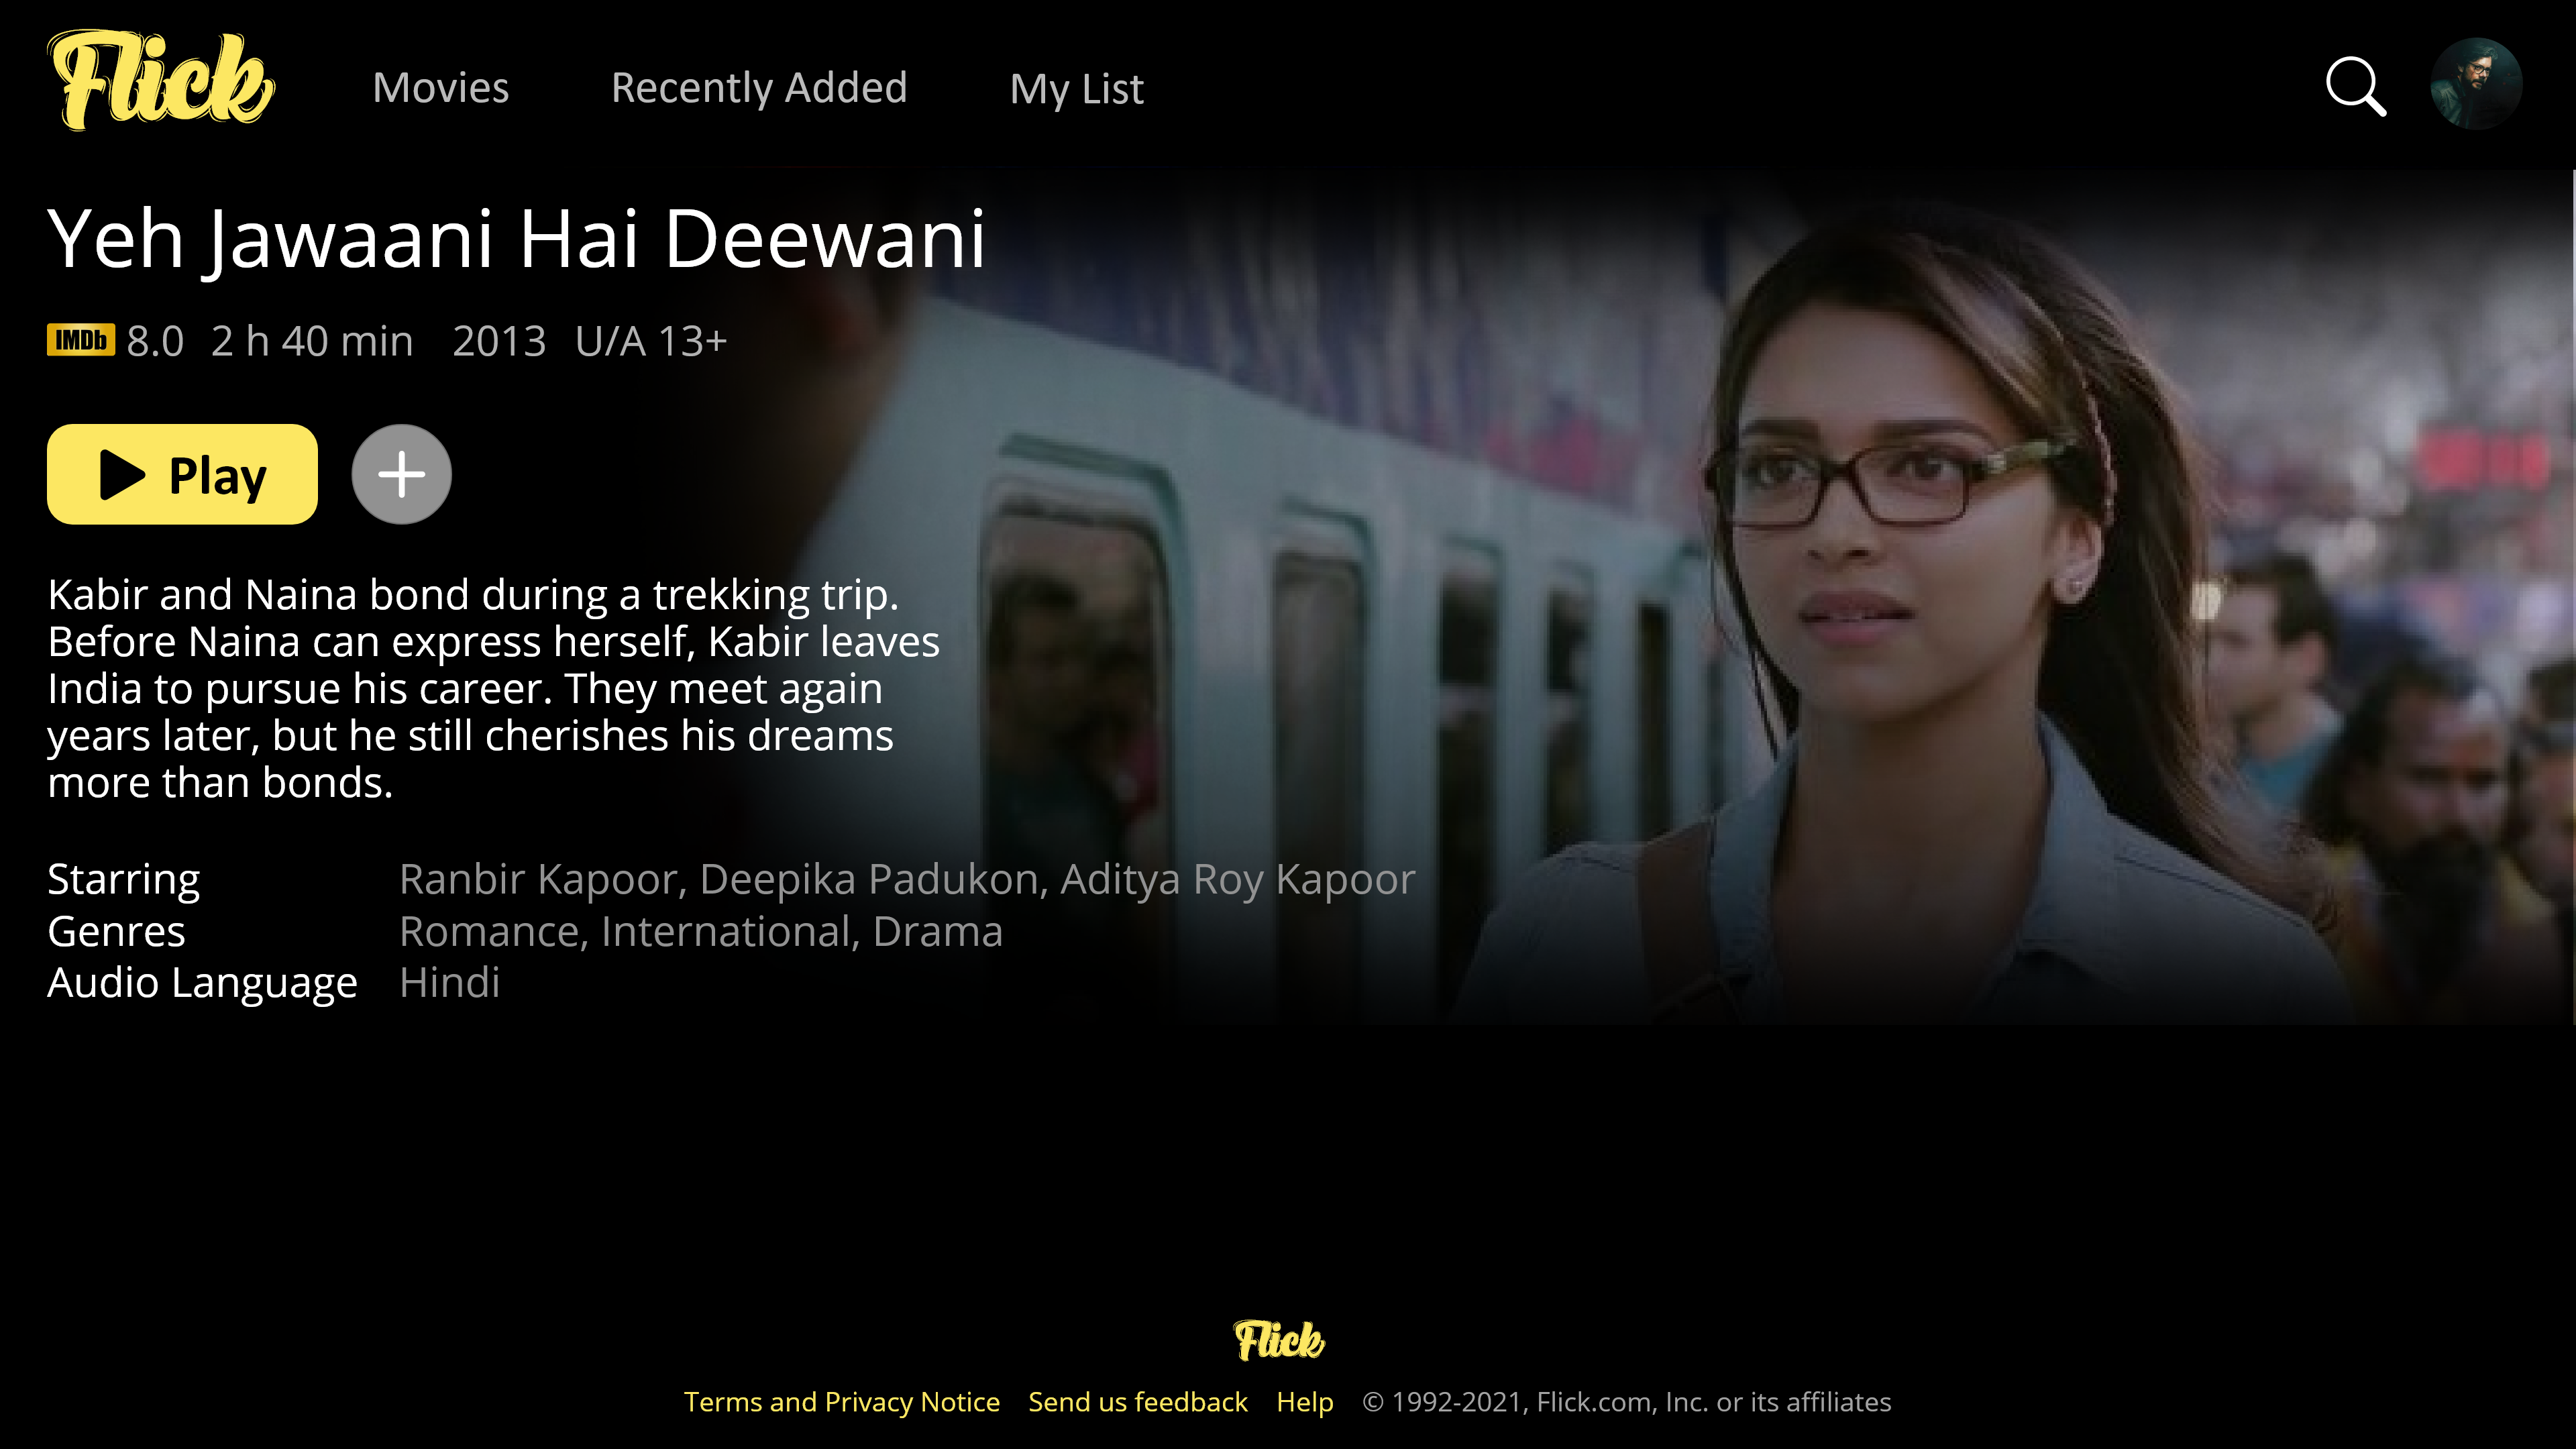 Flick
Movies
Recently Added
My List
Yeh Jawaani Hai Deewani
IMDb 8.0 2 h 40 min 2013 U/A 13+
Play
Kabir and Naina bond during a trekking trip.
Before Naina can express herself, Kabir leaves
India to pursue his career. They meet again
years later, but he still cherishes his dreams
more than bonds.
Starring Ranbir Kapoor, Deepika Padukon, Aditya Roy Kapoor
Genres Romance, International, Drama
Audio Language Hindi
Flick
Terms and Privacy Notice Send us feedback Help © 1992-2021, Flick.com, Inc. or its affiliates